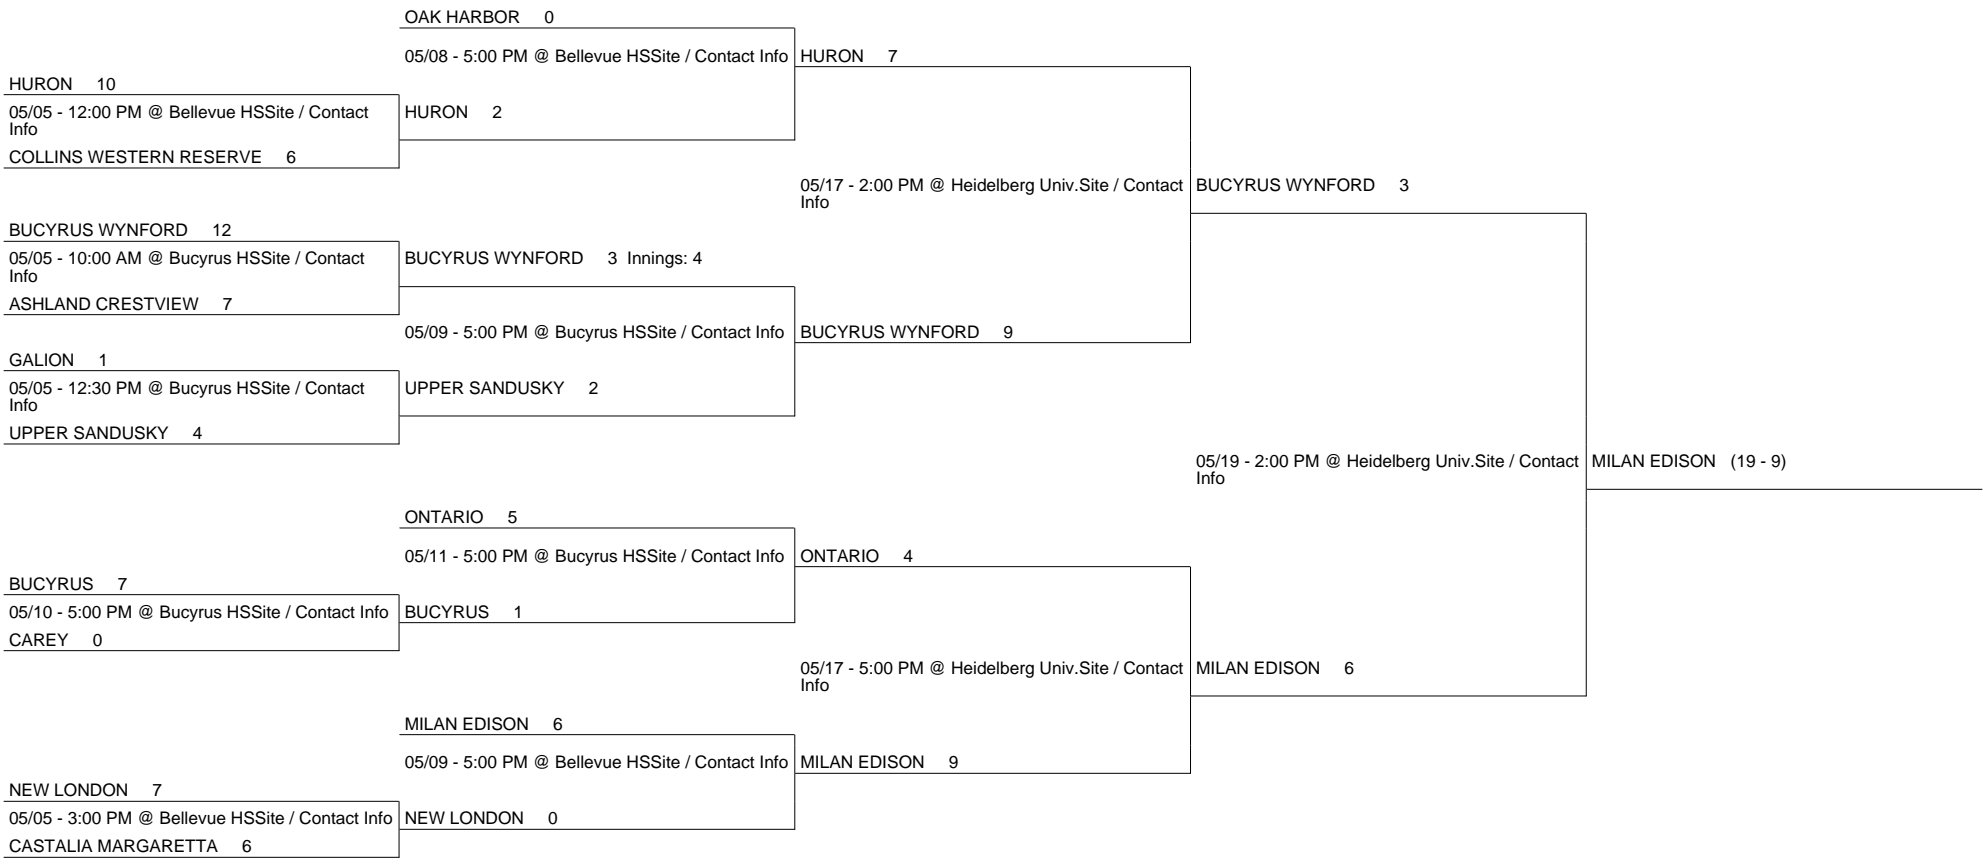 OAK HARBOR 0
05/08 - 5:00 PM @ Bellevue HSSite / Contact Info
HURON 7
HURON 10
05/05 - 12:00 PM @ Bellevue HSSite / Contact
Info
HURON 2
COLLINS WESTERN RESERVE 6
05/17 - 2:00 PM @ Heidelberg Univ.Site / Contact
Info
BUCYRUS WYNFORD 3
BUCYRUS WYNFORD 12
05/05 - 10:00 AM @ Bucyrus HSSite / Contact
Info
BUCYRUS WYNFORD 3 Innings: 4
ASHLAND CRESTVIEW 7
05/09 - 5:00 PM @ Bucyrus HSSite / Contact Info
BUCYRUS WYNFORD 9
GALION 1
05/05 - 12:30 PM @ Bucyrus HSSite / Contact
Info
UPPER SANDUSKY 2
UPPER SANDUSKY 4
05/19 - 2:00 PM @ Heidelberg Univ.Site / Contact
Info
MILAN EDISON (19 - 9)
ONTARIO 5
05/11 - 5:00 PM @ Bucyrus HSSite / Contact Info
ONTARIO 4
BUCYRUS 7
05/10 - 5:00 PM @ Bucyrus HSSite / Contact Info
BUCYRUS 1
CAREY 0
05/17 - 5:00 PM @ Heidelberg Univ.Site / Contact
Info
MILAN EDISON 6
MILAN EDISON 6
05/09 - 5:00 PM @ Bellevue HSSite / Contact Info
MILAN EDISON 9
NEW LONDON 7
05/05 - 3:00 PM @ Bellevue HSSite / Contact Info
NEW LONDON 0
CASTALIA MARGARETTA 6